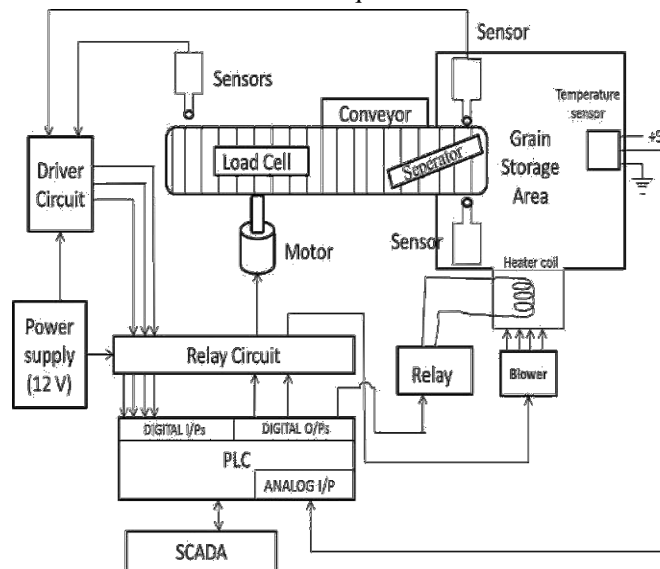 Sensor
Sensors
Temperature
sensor
Conveyor
+5
Driver
Circuit
Load Cell
Seperator
Grain
Storage
Area
Motor
Sensor
Heater coil
Power
supply
(12 V)
Relay Circuit
Relay
Blower
DIGITAL I/Ps
DIGITAL O/Ps
PLC
ANALOG I/P
SCADA